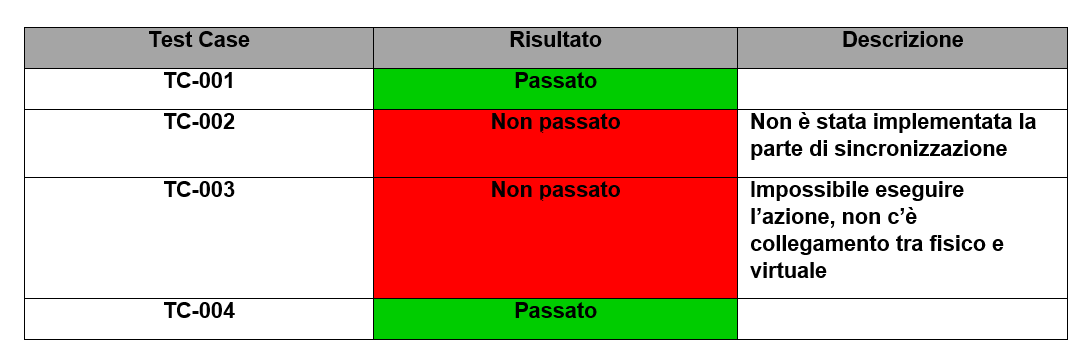 Test Case Risultato Descrizione
TC-001 Passato
TC-002 Non passato Non è stata implementata la
parte di sincronizzazione
TC-003 Non passato Impossibile eseguire
l’azione, non c’è
collegamento tra fisico e
virtuale
TC-004 Passato